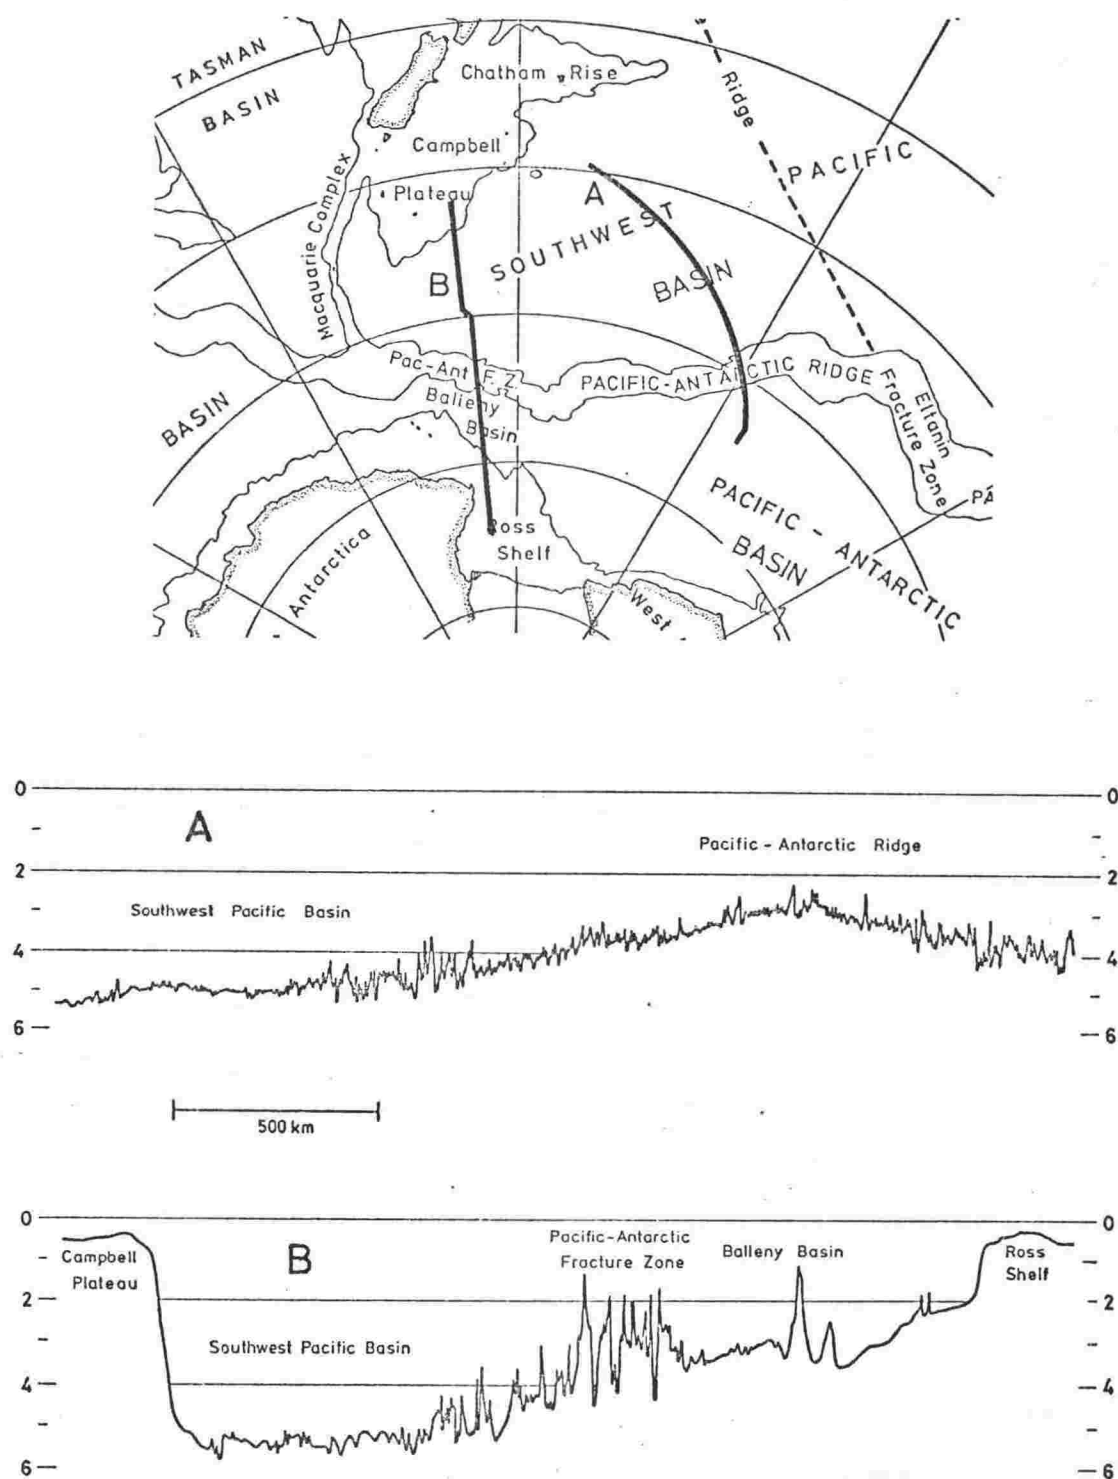 TASMAN
BASIN
Chatham Rise
Ridge
PACIFIC
Campbell
Plateau
A
SOUTHWEST
BASIN
B
Macquarie Complex
Pac-Ant F. Z.
PACIFIC-ANTARCTIC RIDGE
Balleny
Basin
BASIN
Eltanin
Fracture Zone
PACIFIC - ANTARCTIC
BASIN
PA
Ross
Shelf
Antarctica
West
0
0
A
Pacific - Antarctic Ridge
2
2
Southwest Pacific Basin
4
4
6
6
500 km
0
0
Campbell
Plateau
B
Pacific-Antarctic
Fracture Zone
Balleny Basin
Ross
Shelf
2
2
Southwest Pacific Basin
4
4
6
6